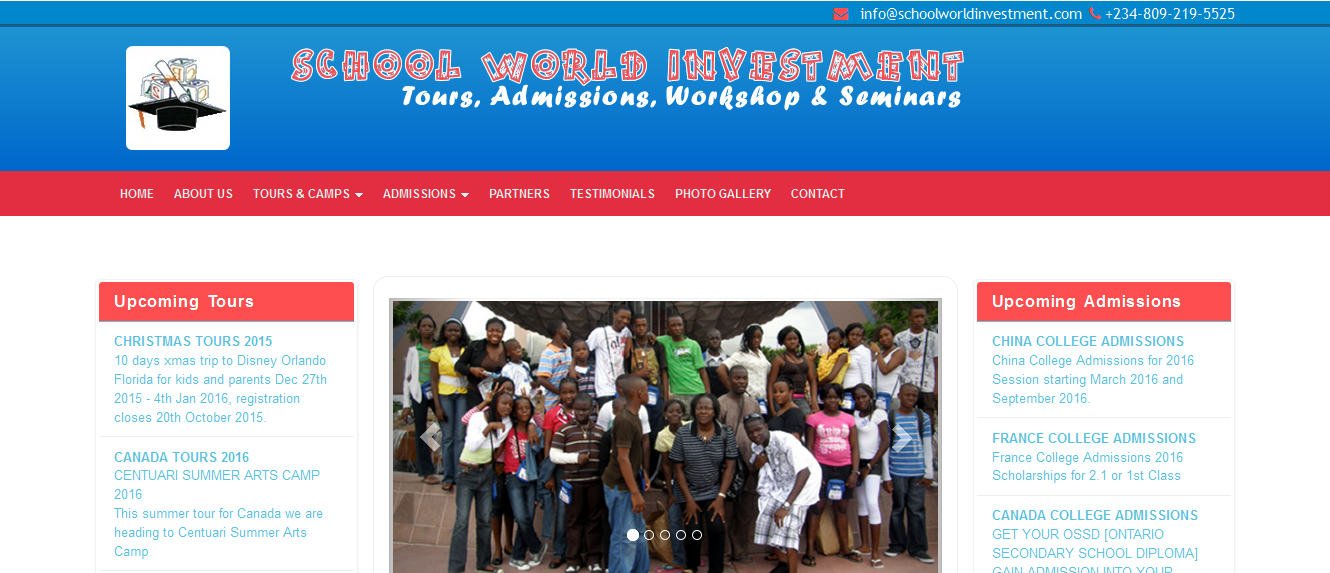 info@schoolworldinvestment.com +234-809-219-5525
SCHOOL WORLD INVESTMENT
Tours, Admissions, Workshop & Seminars
HOME ABOUT US TOURS & CAMPS ADMISSIONS PARTNERS TESTIMONIALS PHOTO GALLERY CONTACT
Upcoming Tours
CHRISTMAS TOURS 2015
10 days xmas trip to Disney Orlando
Florida for kids and parents Dec 27th
2015 - 4th Jan 2016, registration
closes 20th October 2015.
CANADA TOURS 2016
CENTUARI SUMMER ARTS CAMP
2016
This summer tour for Canada we are
heading to Centuari Summer Arts
Camp
Upcoming Admissions
CHINA COLLEGE ADMISSIONS
China College Admissions for 2016
Session starting March 2016 and
September 2016.
FRANCE COLLEGE ADMISSIONS
France College Admissions 2016
Scholarships for 2.1 or 1st Class
CANADA COLLEGE ADMISSIONS
GET YOUR OSSD [ONTARIO
SECONDARY SCHOOL DIPLOMA]
GAIN ADMISSION INTO YOUR